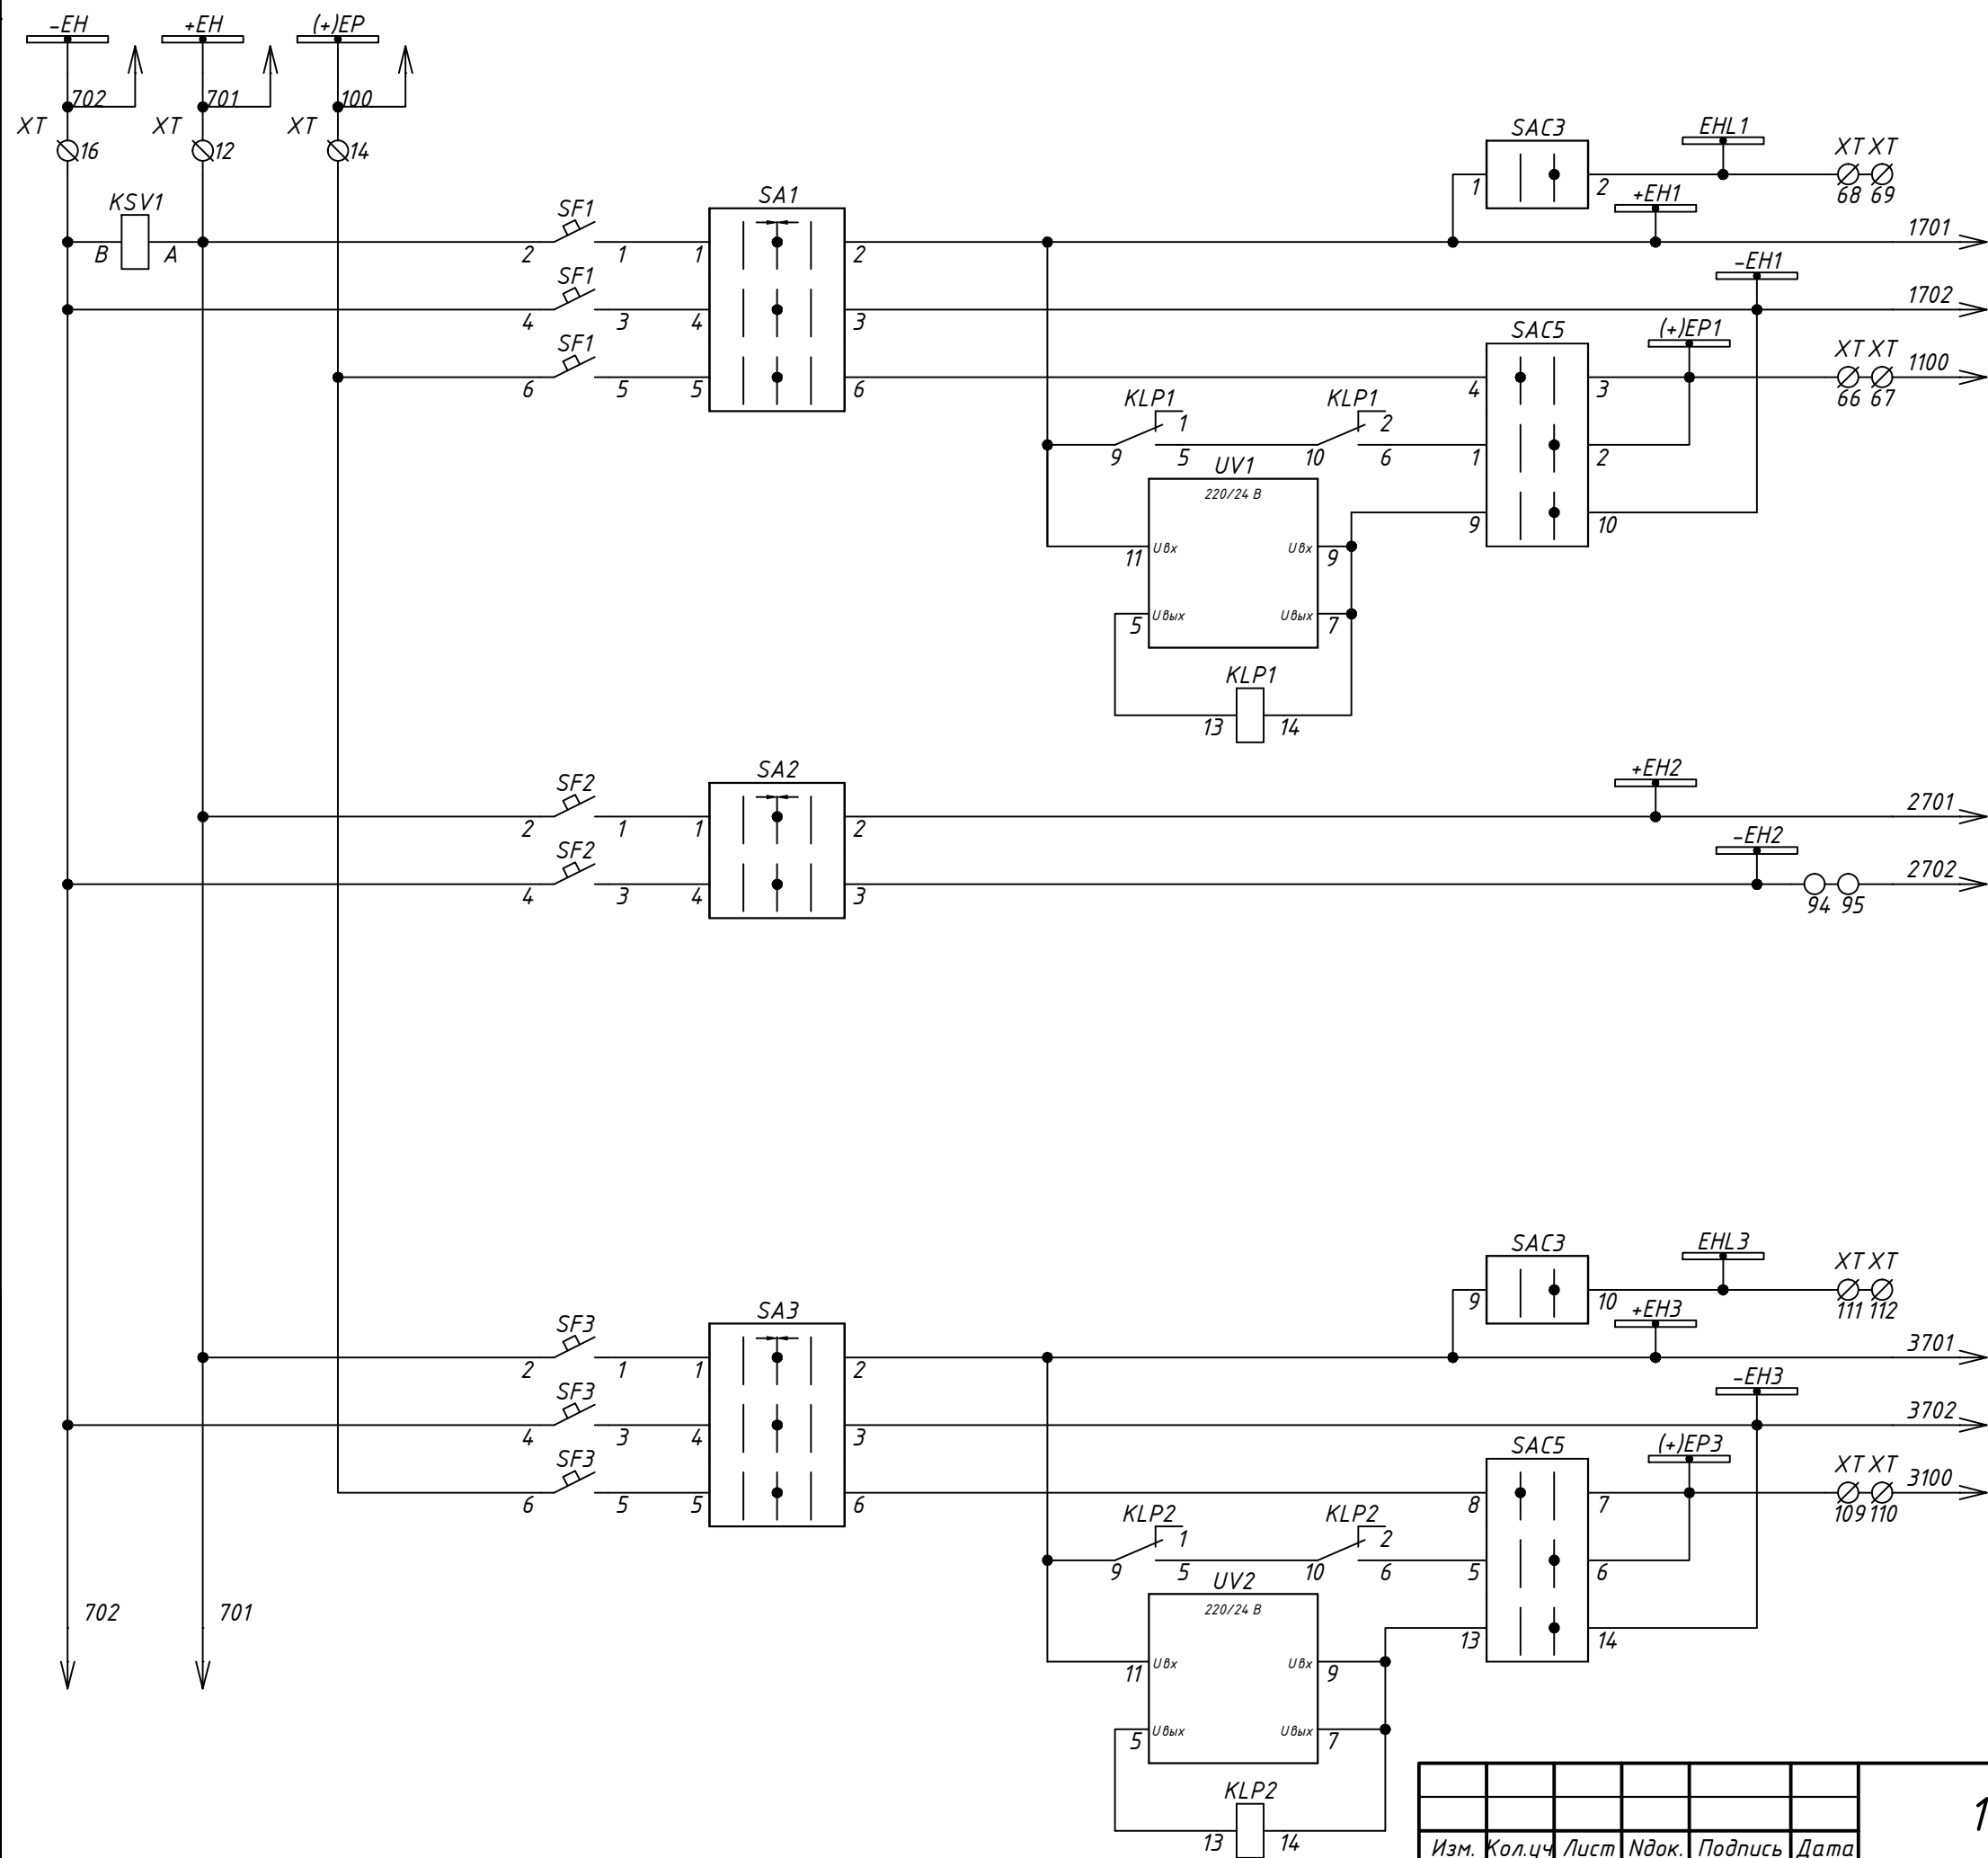 -EH +EH (+)EP
702 701 100
XT XT XT
16 12 14
SAC3 EHL1 XT XT
1 2 68 69
KSV1 SF1 SA1 +EH1
B A 2 1 1 2 1701
SF1 -EH1
4 3 4 3 1702
SF1 SAC5 (+)EP1 XT XT
6 5 5 6 4 3 66 67 1100
KLP1 KLP1
9 1 5 10 2 6 1 2
UV1
220/24 В
9 10
11 Uвх Uвх 9
5 Uвых Uвых 7
KLP1
13 14
SF2 SA2 +EH2
2 1 1 2 2701
SF2 -EH2
4 3 4 3 94 95 2702
SAC3 EHL3 XT XT
9 10 111 112
SF3 SA3 +EH3
2 1 1 2 3701
SF3 -EH3
4 3 4 3 3702
SF3 SAC5 (+)EP3 XT XT
6 5 5 6 8 7 109 110 3100
KLP2 KLP2
9 1 5 10 2 6 5 6
UV2
220/24 В
702 701
13 14
11 Uвх Uвх 9
5 Uвых Uвых 7
KLP2
13 14
1
Изм. Кол.уч Лист Nдок. Подпись Дата